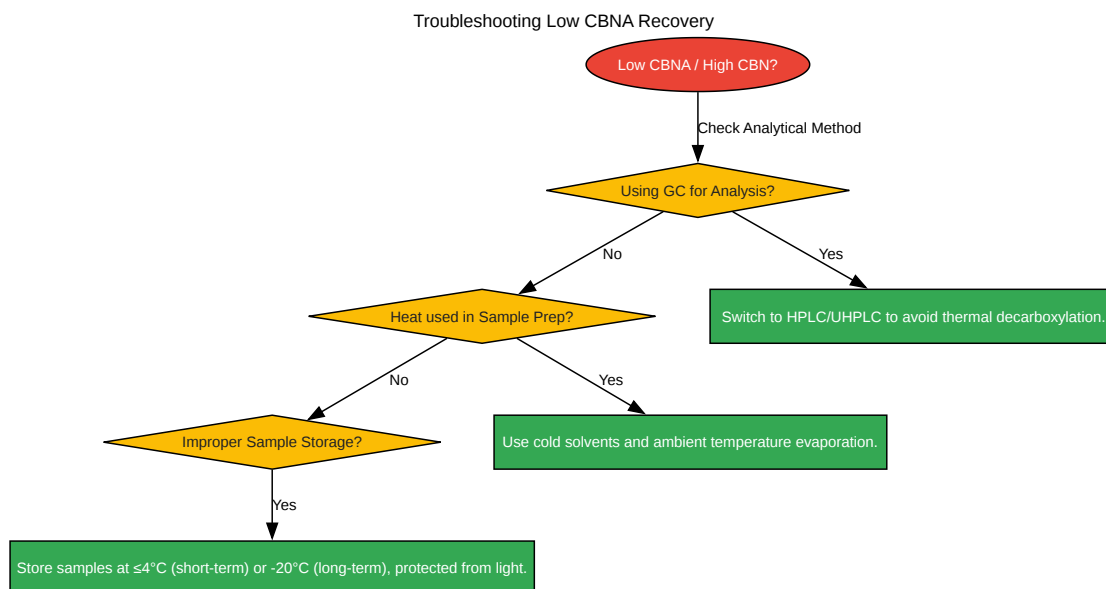 Troubleshooting Low CBNA Recovery
Low CBNA / High CBN?
Check Analytical Method
Using GC for Analysis?
No
Yes
Heat used in Sample Prep?
Switch to HPLC/UHPLC to avoid thermal decarboxylation.
No
Yes
Improper Sample Storage?
Use cold solvents and ambient temperature evaporation.
Yes
Store samples at ≤4°C (short-term) or -20°C (long-term), protected from light.